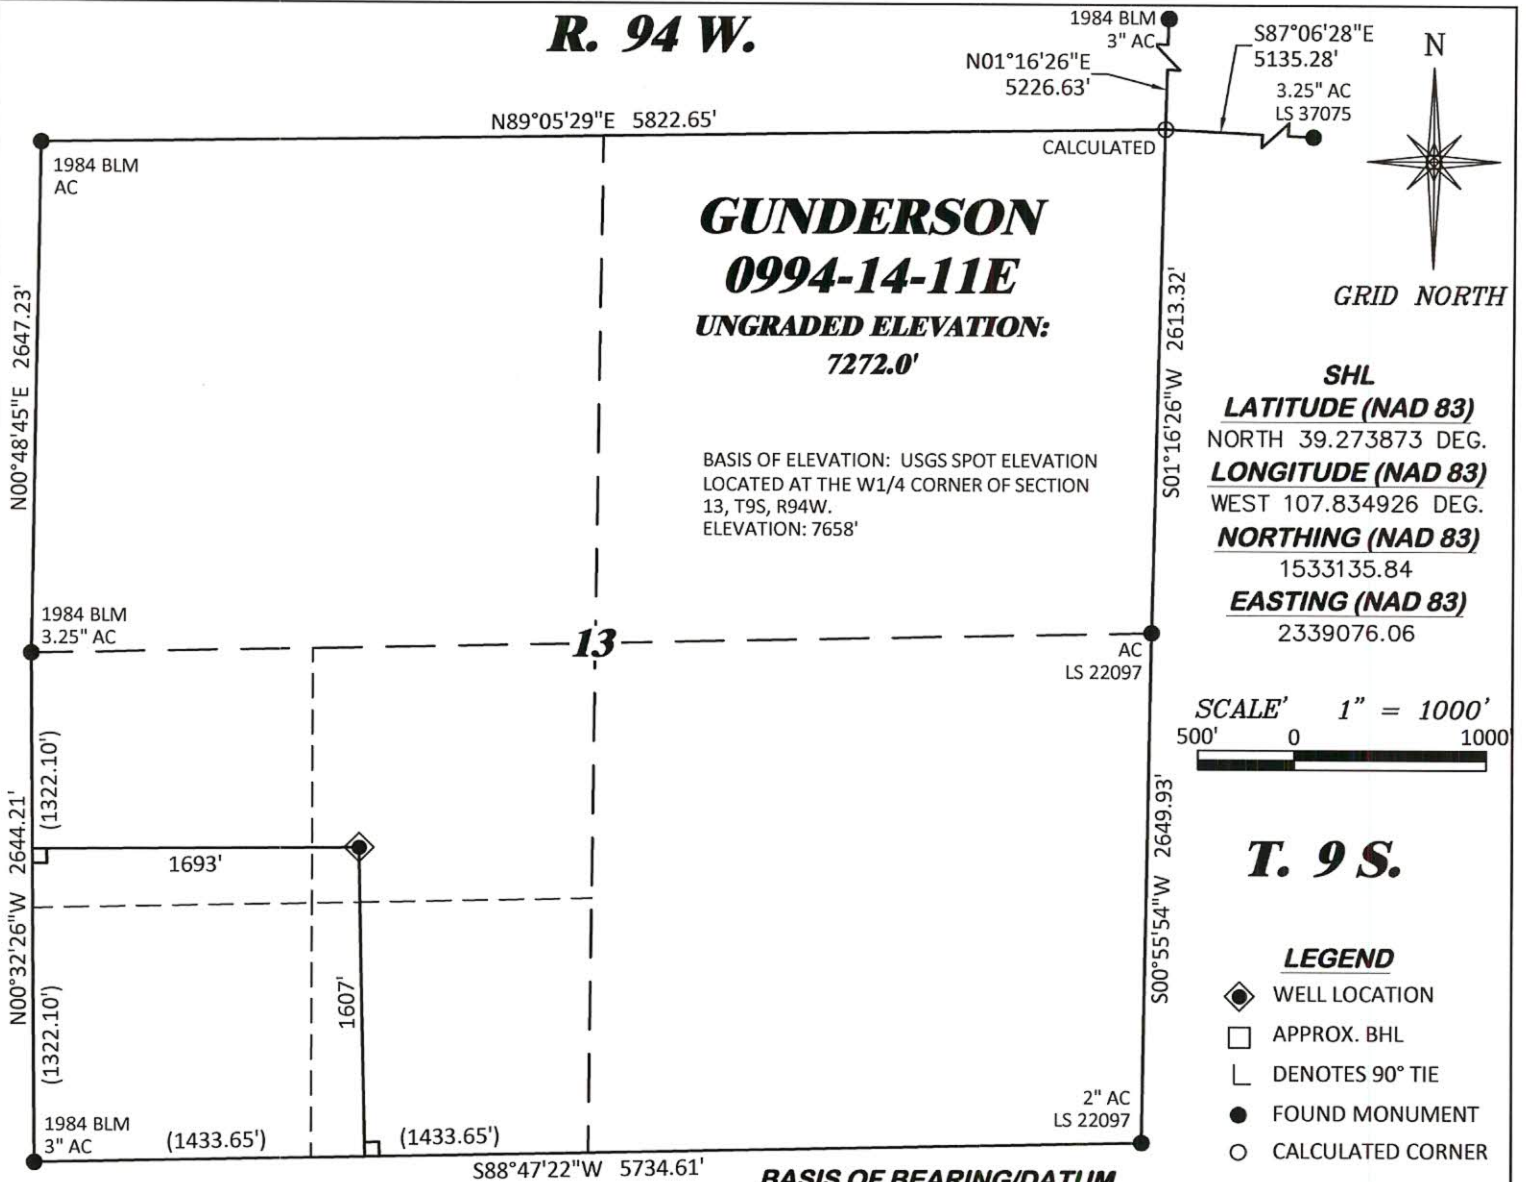 R. 94 W.
1984 BLM
3" AC
S87°06'28"E
5135.28'
N01°16'26"E
5226.63'
3.25" AC
LS 37075
N
N89°05'29"E 5822.65'
CALCULATED
1984 BLM
AC
GUNDERSON
0994-14-11E
UNGRADED ELEVATION:
7272.0'
GRID NORTH
N00°48'45"E 2647.23'
S01°16'26"W 2613.32'
SHL
LATITUDE (NAD 83)
NORTH 39.273873 DEG.
LONGITUDE (NAD 83)
WEST 107.834926 DEG.
NORTHING (NAD 83)
1533135.84
EASTING (NAD 83)
2339076.06
BASIS OF ELEVATION: USGS SPOT ELEVATION
LOCATED AT THE W1/4 CORNER OF SECTION
13, T9S, R94W.
ELEVATION: 7658'
1984 BLM
3.25" AC
13
AC
LS 22097
SCALE' 1" = 1000'
500' 0 1000'
(1322.10')
N00°32'26"W 2644.21'
1693'
S00°55'54"W 2649.93'
T. 9 S.
1607'
(1322.10')
LEGEND
WELL LOCATION
APPROX. BHL
DENOTES 90° TIE
FOUND MONUMENT
CALCULATED CORNER
1984 BLM
3" AC
(1433.65')
(1433.65')
2" AC
LS 22097
S88°47'22"W 5734.61'
BASIS OF BEARING/DATUM